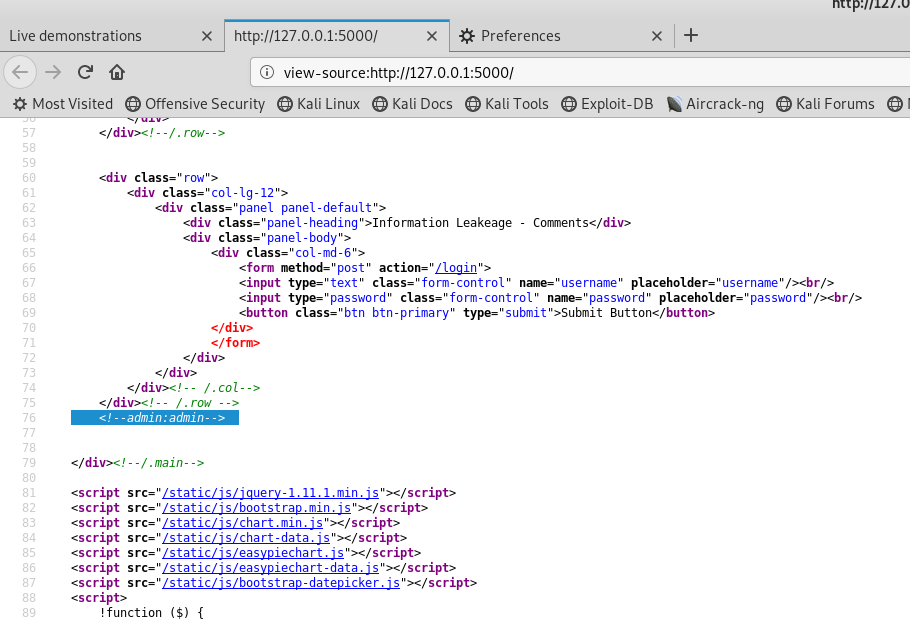 http://127.0
Live demonstrations
http://127.0.0.1:5000/
Preferences
view-source:http://127.0.0.1:5000/
Most Visited Offensive Security Kali Linux Kali Docs Kali Tools Exploit-DB Aircrack-ng Kali Forums
56 </div>
57 </div><!--/.row-->
58
59
60 <div class="row">
61 <div class="col-lg-12">
62 <div class="panel panel-default">
63 <div class="panel-heading">Information Leakeage - Comments</div>
64 <div class="panel-body">
65 <div class="col-md-6">
66 <form method="post" action="/login">
67 <input type="text" class="form-control" name="username" placeholder="username"/><br/>
68 <input type="password" class="form-control" name="password" placeholder="password"/><br/>
69 <button class="btn btn-primary" type="submit">Submit Button</button>
70 </div>
71 </form>
72 </div>
73 </div>
74 </div><!-- /.col-->
75 </div><!-- /.row -->
76 <!--admin:admin-->
77
78
79 </div><!--/.main-->
80
81 <script src="/static/js/jquery-1.11.1.min.js"></script>
82 <script src="/static/js/bootstrap.min.js"></script>
83 <script src="/static/js/chart.min.js"></script>
84 <script src="/static/js/chart-data.js"></script>
85 <script src="/static/js/easypiechart.js"></script>
86 <script src="/static/js/easypiechart-data.js"></script>
87 <script src="/static/js/bootstrap-datepicker.js"></script>
88 <script>
89 !function ($) {